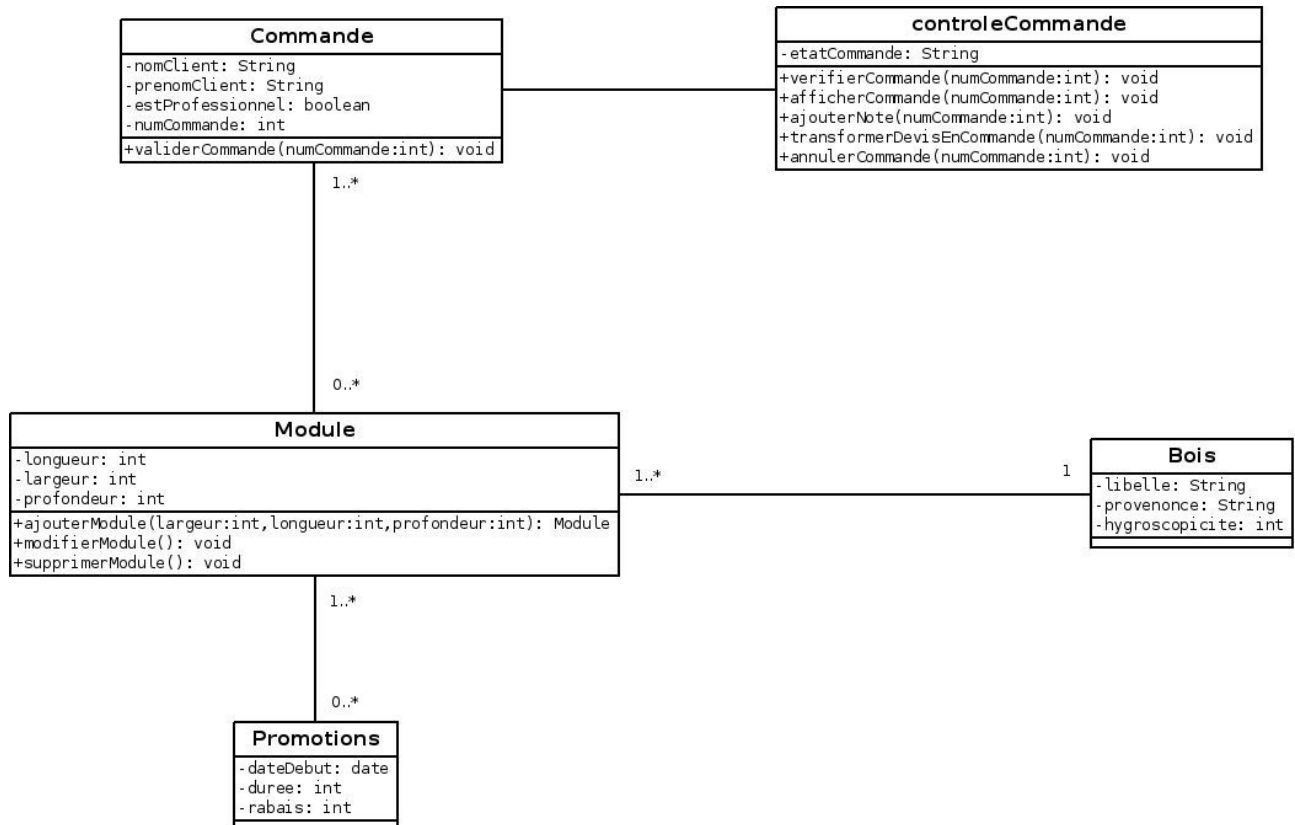 Commande
-nomClient: String
-prenomClient: String
-estProfessionnel: boolean
-numCommande: int
+validerCommande(numCommande:int): void
controleCommande
-etatCommande: String
+verifierCommande(numCommande:int): void
+afficherCommande(numCommande:int): void
+ajouterNote(numCommande:int): void
+transformerDevisEnCommande(numCommande:int): void
+annulerCommande(numCommande:int): void
1..*
0..*
Module
-longueur: int
-largeur: int
-profondeur: int
+ajouterModule(largeur:int,longueur:int,profondeur:int): Module
+modifierModule(): void
+supprimerModule(): void
1..*
1
Bois
-libelle: String
-provenonce: String
-hygroscopicite: int
1..*
0..*
Promotions
-dateDebut: date
-duree: int
-rabais: int